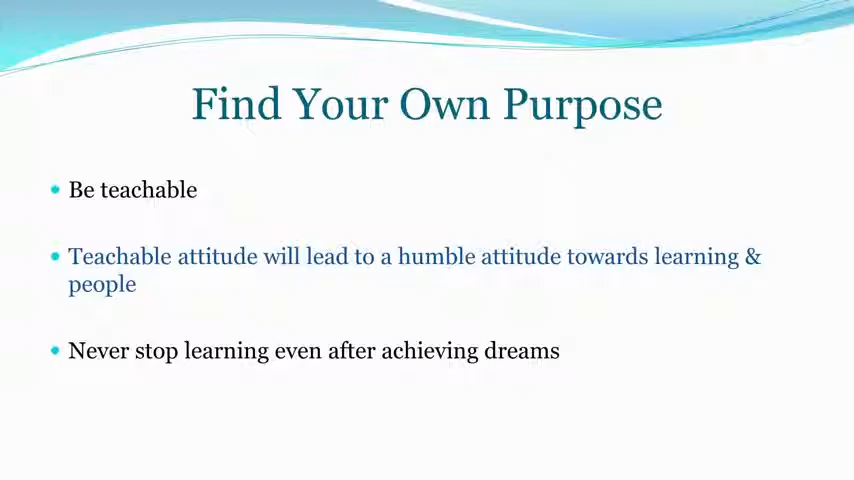 Find Your Own Purpose
Be teachable
Teachable attitude will lead to a humble attitude towards learning &
people
Never stop learning even after achieving dreams